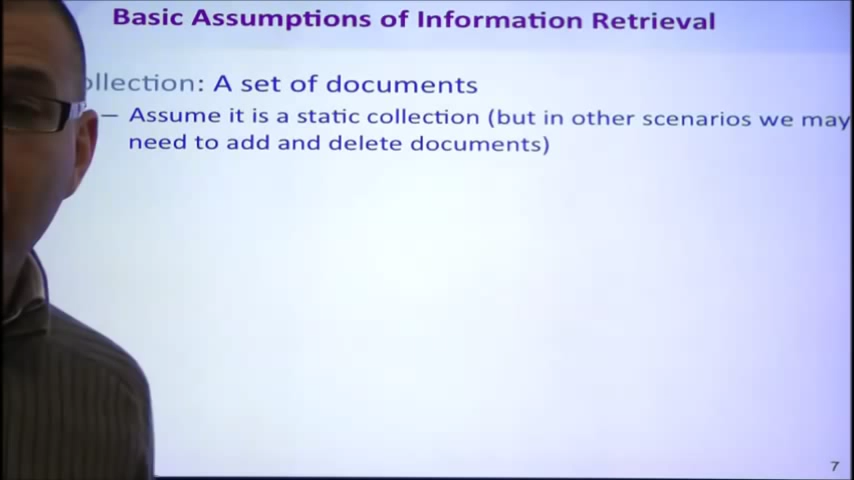 Basic Assumptions of Information Retrieval
ollection: A set of documents
— Assume it is a static collection (but in other scenarios we may
need to add and delete documents)
7